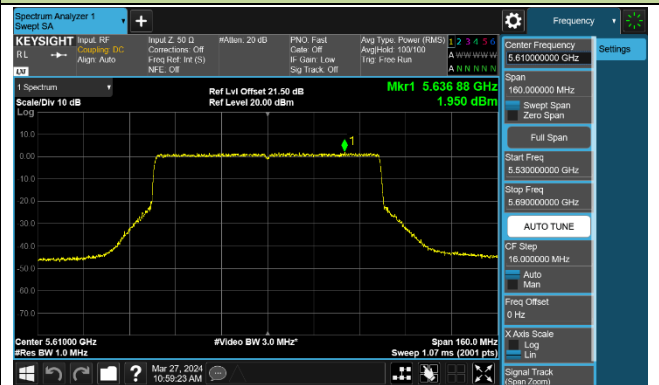 Spectrum Analyzer 1
Swept SA
Frequency
KEYSIGHT
RL
LXI
Input: RF
Coupling: DC
Align: Auto
Input Z: 50 Ω
Corrections: Off
Freq Ref: Int (S)
NFE: Off
#Atten: 20 dB
PNO: Fast
Gate: Off
IF Gain: Low
Sig Track: Off
Avg Type: Power (RMS)
Avg|Hold: 100/100
Trig: Free Run
1 2 3 4 5 6
A W W W W W
A N N N N N
1 Spectrum
Scale/Div 10 dB
Log
Ref Lvl Offset 21.50 dB
Ref Level 20.00 dBm
Mkr1 5.636 88 GHz
1.950 dBm
1
10.0
0.00
-10.0
-20.0
-30.0
-40.0
-50.0
-60.0
-70.0
Center 5.61000 GHz
#Res BW 1.0 MHz
#Video BW 3.0 MHz*
Span 160.0 MHz
Sweep 1.07 ms (2001 pts)
Center Frequency
5.610000000 GHz
Span
160.000000 MHz
Swept Span
Zero Span
Full Span
Start Freq
5.530000000 GHz
Stop Freq
5.690000000 GHz
AUTO TUNE
CF Step
16.000000 MHz
Auto
Man
Freq Offset
0 Hz
X Axis Scale
Log
Lin
Signal Track
(Span Zoom)
Settings
?
Mar 27, 2024
10:59:23 AM